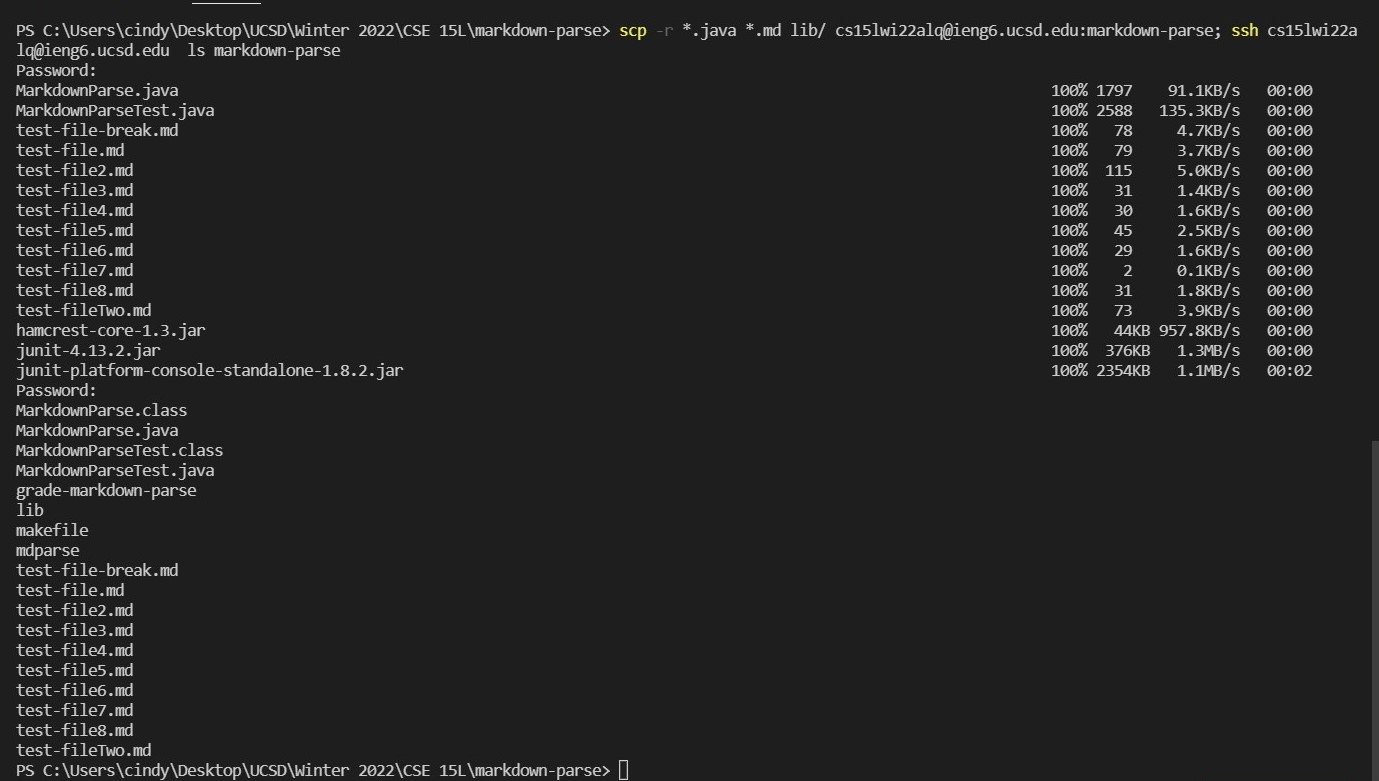 PS C:\Users\cindy\Desktop\UCSD\Winter 2022\CSE 15L\markdown-parse> scp -r *.java *.md lib/ cs15lwi22alq@ieng6.ucsd.edu:markdown-parse; ssh cs15lwi22a
lq@ieng6.ucsd.edu  ls markdown-parse
Password:
MarkdownParse.java 100% 1797 91.1KB/s 00:00
MarkdownParseTest.java 100% 2588 135.3KB/s 00:00
test-file-break.md 100% 78 4.7KB/s 00:00
test-file.md 100% 79 3.7KB/s 00:00
test-file2.md 100% 115 5.0KB/s 00:00
test-file3.md 100% 31 1.4KB/s 00:00
test-file4.md 100% 30 1.6KB/s 00:00
test-file5.md 100% 45 2.5KB/s 00:00
test-file6.md 100% 29 1.6KB/s 00:00
test-file7.md 100% 2 0.1KB/s 00:00
test-file8.md 100% 31 1.8KB/s 00:00
test-fileTwo.md 100% 73 3.9KB/s 00:00
hamcrest-core-1.3.jar 100% 44KB 957.8KB/s 00:00
junit-4.13.2.jar 100% 376KB 1.3MB/s 00:00
junit-platform-console-standalone-1.8.2.jar 100% 2354KB 1.1MB/s 00:02
Password:
MarkdownParse.class
MarkdownParse.java
MarkdownParseTest.class
MarkdownParseTest.java
grade-markdown-parse
lib
makefile
mdparse
test-file-break.md
test-file.md
test-file2.md
test-file3.md
test-file4.md
test-file5.md
test-file6.md
test-file7.md
test-file8.md
test-fileTwo.md
PS C:\Users\cindy\Desktop\UCSD\Winter 2022\CSE 15L\markdown-parse>